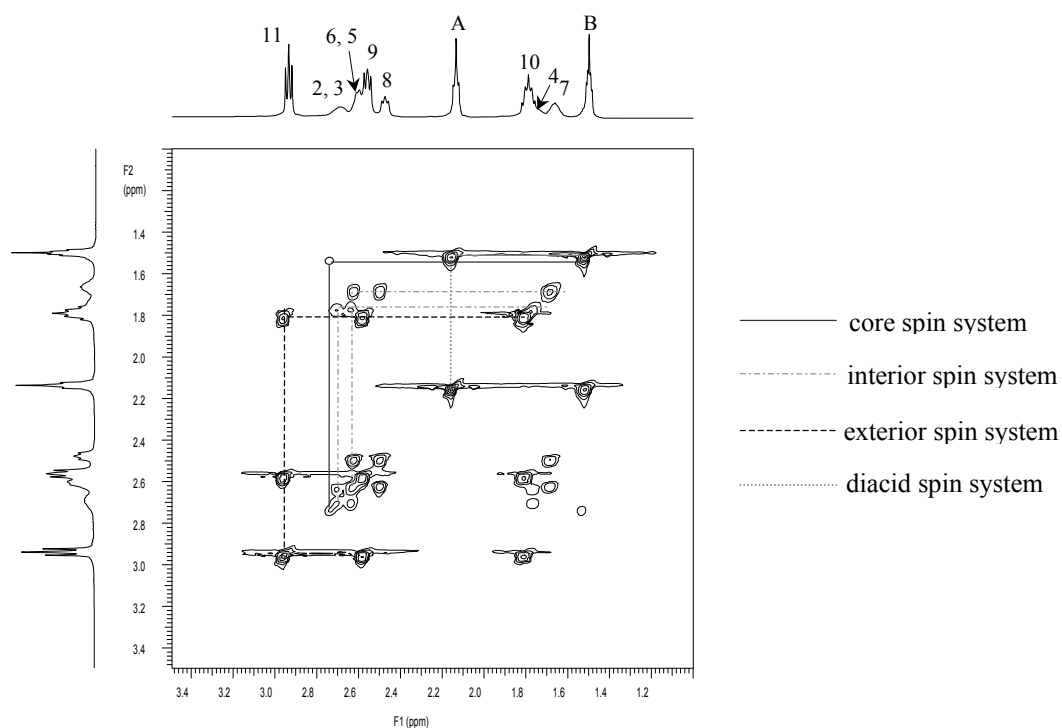 11
2, 3
6, 5
9
8
A
10
4
7
B
F2
(ppm)
1.4
1.6
1.8
2.0
2.2
2.4
2.6
2.8
3.0
3.2
3.4
3.4 3.2 3.0 2.8 2.6 2.4 2.2 2.0 1.8 1.6 1.4 1.2
F1 (ppm)
core spin system
interior spin system
exterior spin system
diacid spin system